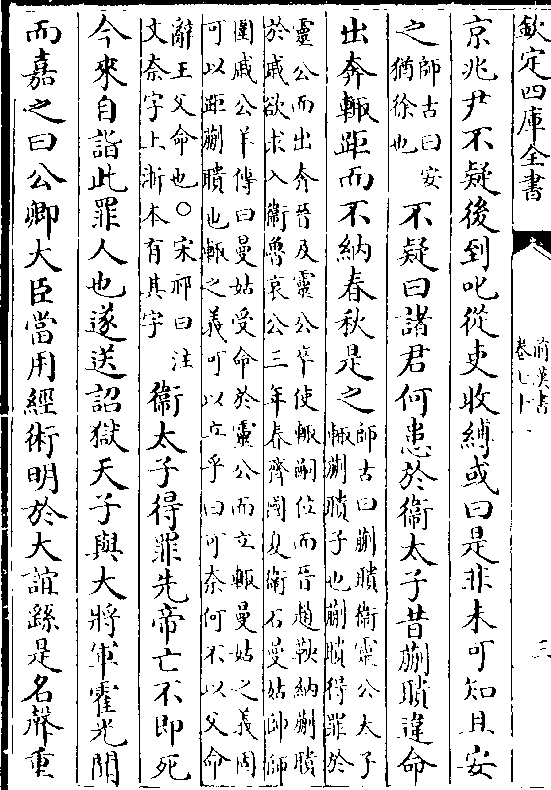 欽定四庫全書
前漢書
卷七十一
三
京兆尹不疑後到叱從吏收縛或曰是非未可知且安
之師古曰安猶徐也不疑曰諸君何患於衞太子昔蒯聵違命
出奔輙距而不納春秋是之師古曰蒯聵衞靈公太子輙蒯聵子也蒯聵得罪於
靈公而出奔晉及靈公卒使輙嗣位而晉趙鞅納蒯聵於戚欲求入衞魯哀公三年春齊國夏衞石曼姑帥師
圍戚公羊傳曰曼姑受命於靈公而立輙曼姑之義固可以距蒯聵也輙之義可以立乎曰可奈何不以父命
辭王父命也○宋祁曰注文奈字上淅本有其字衞太子得罪先帝亡不即死
今來自詣此罪人也遂送詔獄天子與大將軍霍光聞
而嘉之曰公卿大臣當用經術明於大誼繇是名聲重